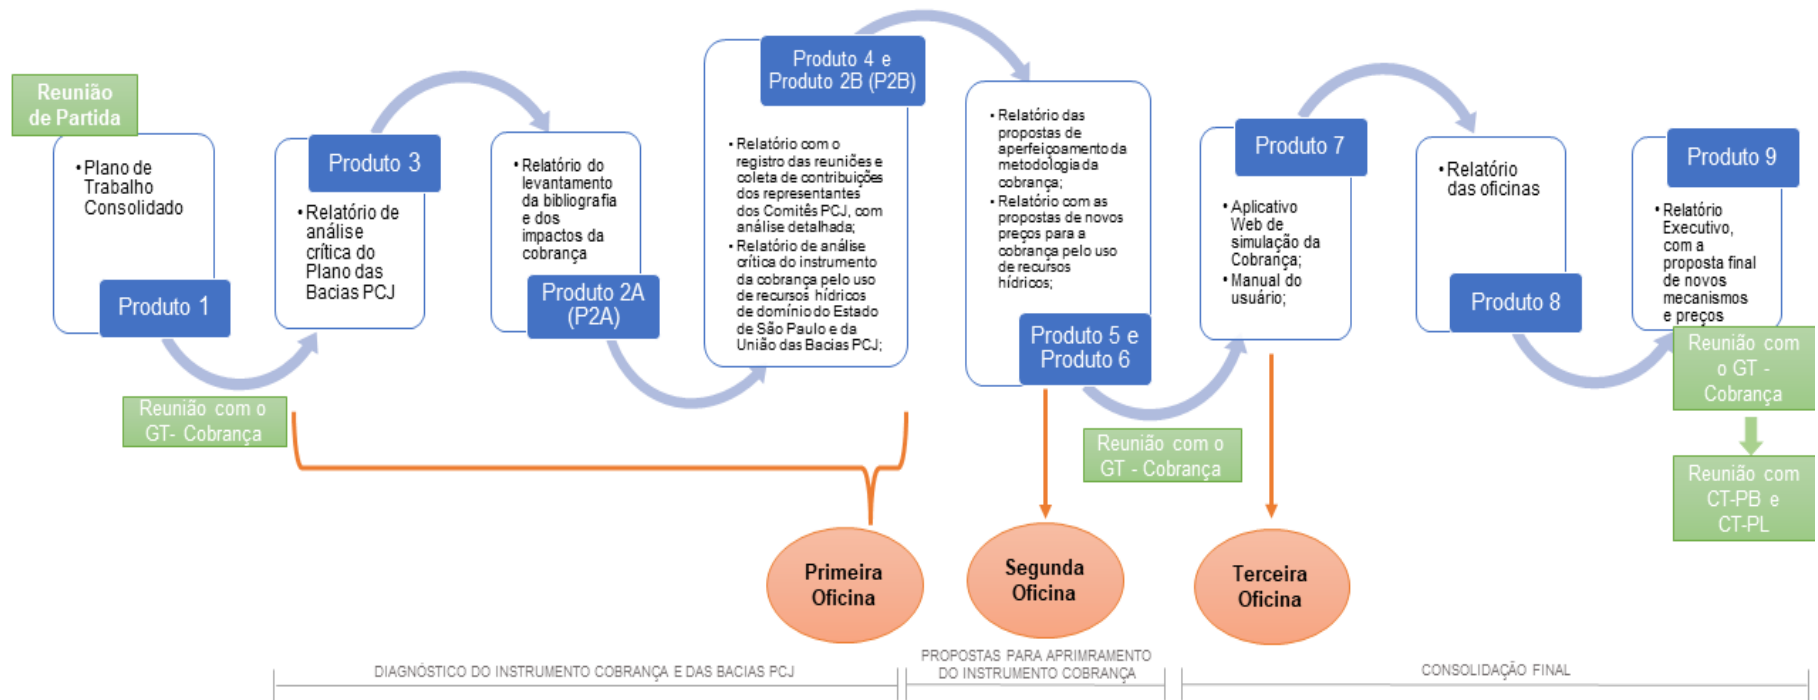 Reunião
de Partida
• Plano de
Trabalho
Consolidado
Produto 1
Reunião com o
GT- Cobrança
Produto 3
• Relatório de
análise
crítica do
Plano das
Bacias PCJ
• Relatório do
levantamento
da bibliografia
e dos
impactos da
cobrança
Produto 2A
(P2A)
Produto 4 e
Produto 2B (P2B)
• Relatório com o
registro das reuniões e
coleta de contribuições
dos representantes
dos Comitês PCJ, com
análise detalhada;
• Relatório de análise
crítica do instrumento
da cobrança pelo uso
de recursos hídricos
de domínio do Estado
de São Paulo e da
União das Bacias PCJ;
• Relatório das
propostas de
aperfeiçoamento da
metodologia da
cobrança;
• Relatório com as
propostas de novos
preços para a
cobrança pelo uso
de recursos
hídricos;
Produto 5 e
Produto 6
Reunião com o
GT - Cobrança
Produto 7
• Aplicativo
Web de
simulação da
Cobrança;
• Manual do
usuário;
• Relatório
das oficinas
Produto 8
Produto 9
• Relatório
Executivo,
com a
proposta final
de novos
mecanismos
e preços
Reunião com
o GT -
Cobrança
Reunião com
CT-PB e
CT-PL
Primeira
Oficina
Segunda
Oficina
Terceira
Oficina
DIAGNÓSTICO DO INSTRUMENTO COBRANÇA E DAS BACIAS PCJ
PROPOSTAS PARA APRIMRAMENTO
DO INSTRUMENTO COBRANÇA
CONSOLIDAÇÃO FINAL